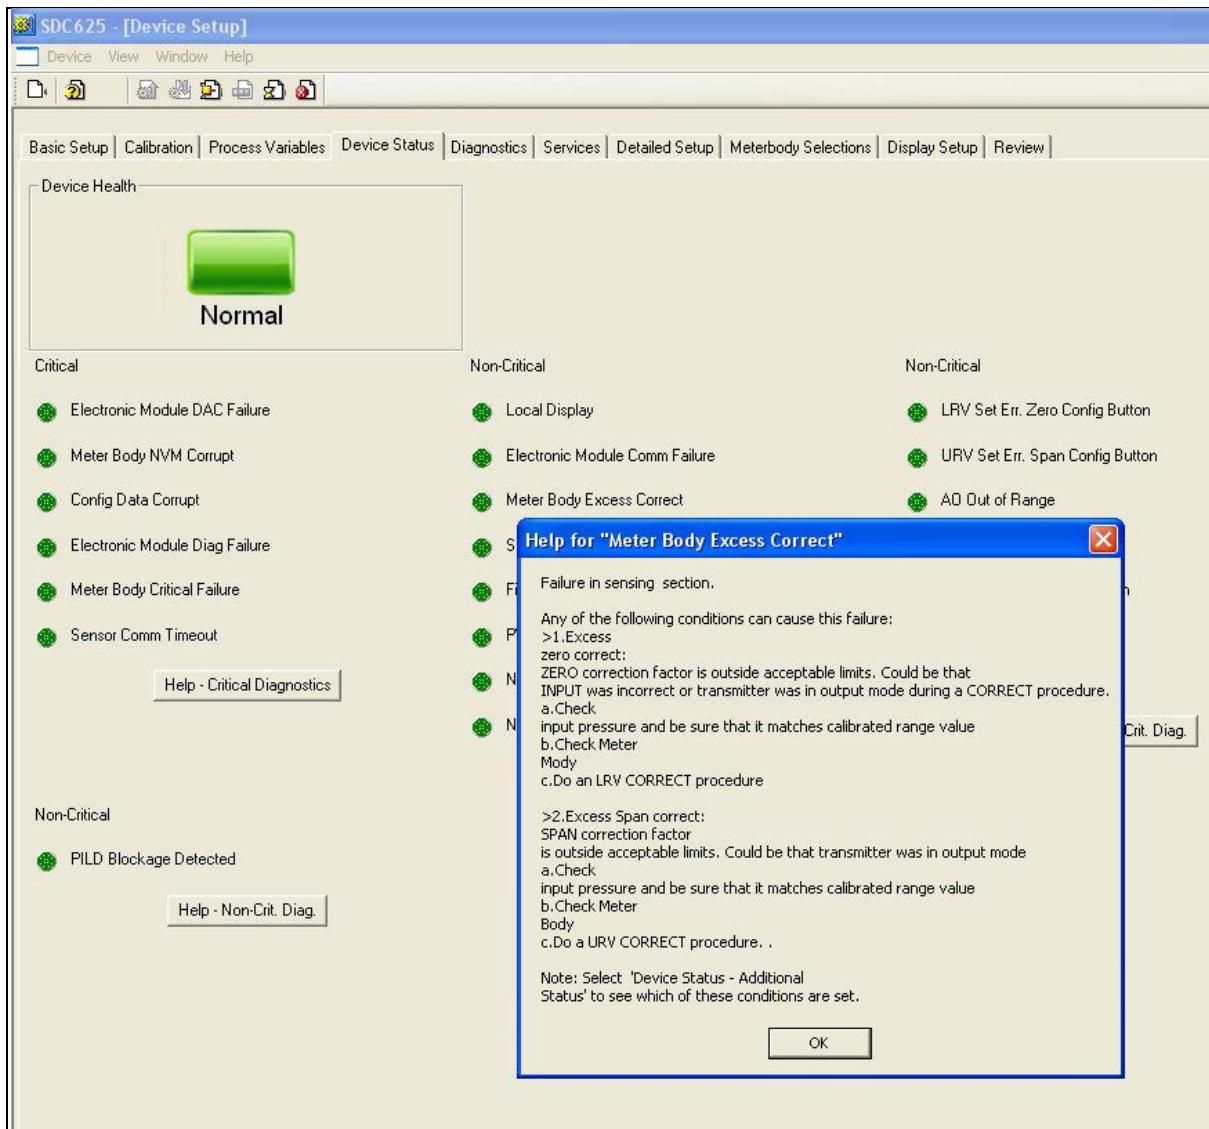 SDC625 - [Device Setup]
Device View Window Help
Basic Setup Calibration Process Variables Device Status Diagnostics Services Detailed Setup Meterbody Selections Display Setup Review
Device Health
Normal
Critical
Electronic Module DAC Failure
Meter Body NVM Corrupt
Config Data Corrupt
Electronic Module Diag Failure
Meter Body Critical Failure
Sensor Comm Timeout
Help - Critical Diagnostics
Non-Critical
PILD Blockage Detected
Help - Non-Crit. Diag.
Non-Critical
Local Display
Electronic Module Comm Failure
Meter Body Excess Correct
Non-Critical
LRV Set Err. Zero Config Button
URV Set Err. Span Config Button
AO Out of Range
Crit. Diag.
Help for "Meter Body Excess Correct"
Failure in sensing section.
Any of the following conditions can cause this failure:
>1.Excess
zero correct:
ZERO correction factor is outside acceptable limits. Could be that
INPUT was incorrect or transmitter was in output mode during a CORRECT procedure.
a.Check
input pressure and be sure that it matches calibrated range value
b.Check Meter
Mody
c.Do an LRV CORRECT procedure
>2.Excess Span correct:
SPAN correction factor
is outside acceptable limits. Could be that transmitter was in output mode
a.Check
input pressure and be sure that it matches calibrated range value
b.Check Meter
Body
c.Do a URV CORRECT procedure. .
Note: Select 'Device Status - Additional
Status' to see which of these conditions are set.
OK